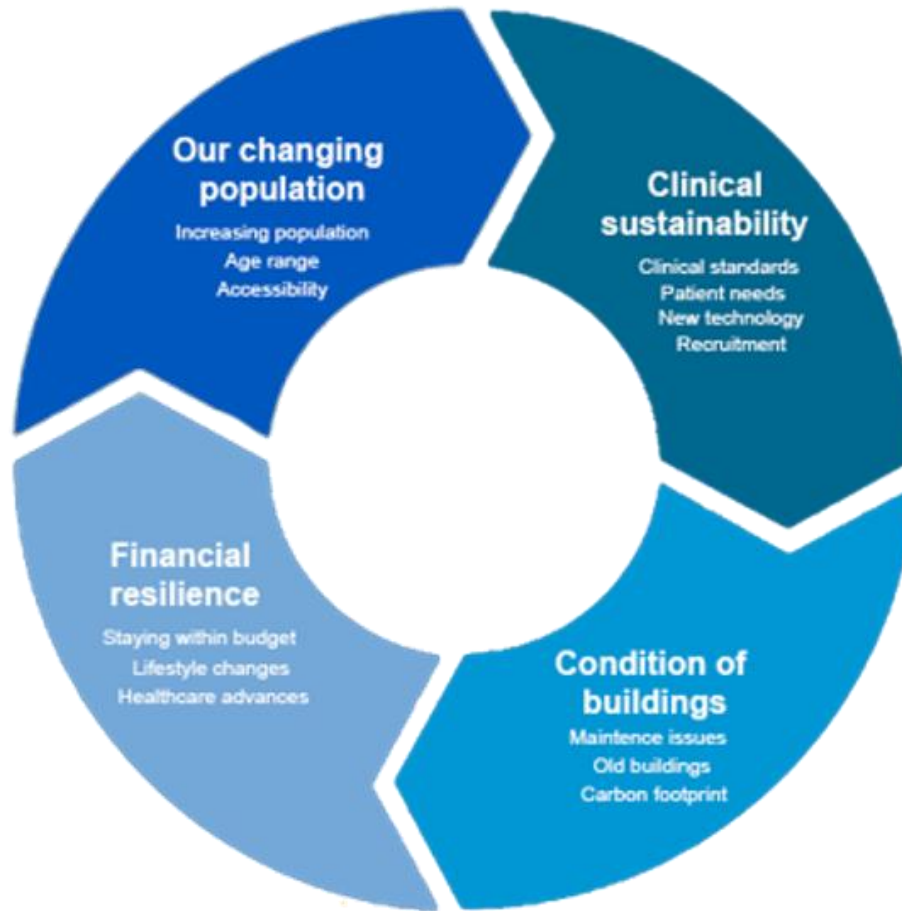 Our changing
population
Increasing population
Age range
Accessibility
Clinical
sustainability
Clinical standards
Patient needs
New technology
Recruitment
Condition of
buildings
Maintence issues
Old buildings
Carbon footprint
Financial
resilience
Staying within budget
Lifestyle changes
Healthcare advances